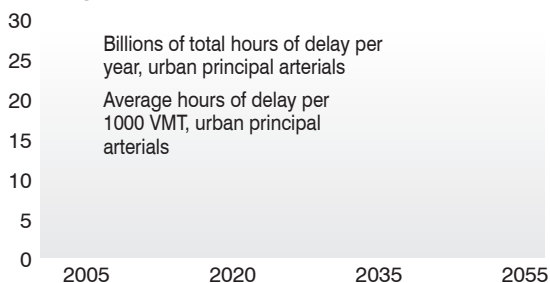 30
25
20
15
10
5
0
Billions of total hours of delay per
year, urban principal arterials
Average hours of delay per
1000 VMT, urban principal
arterials
2005 2020 2035 2055